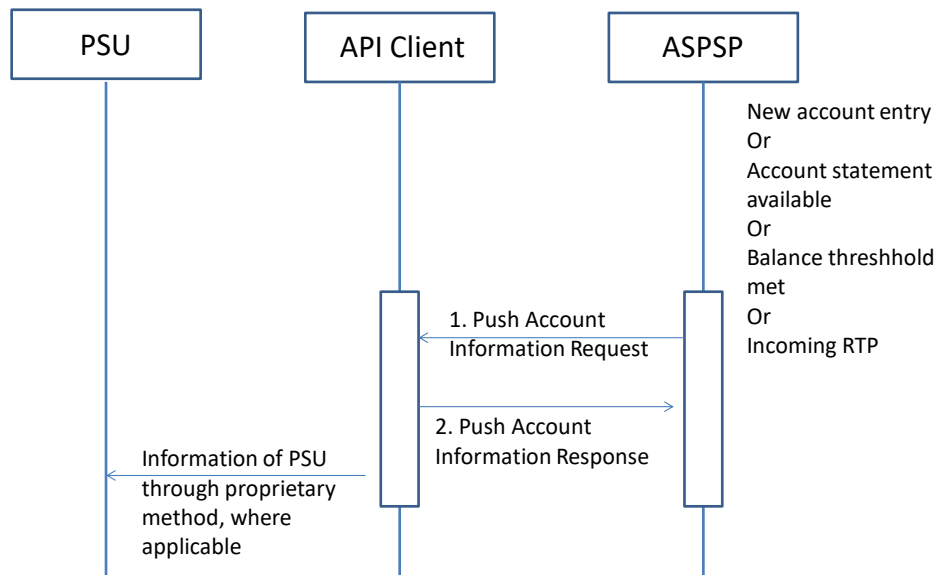 PSU
API Client
ASPSP
New account entry
Or
Account statement
available
Or
Balance threshhold
met
Or
Incoming RTP
1. Push Account
Information Request
2. Push Account
Information Response
Information of PSU
through proprietary
method, where
applicable